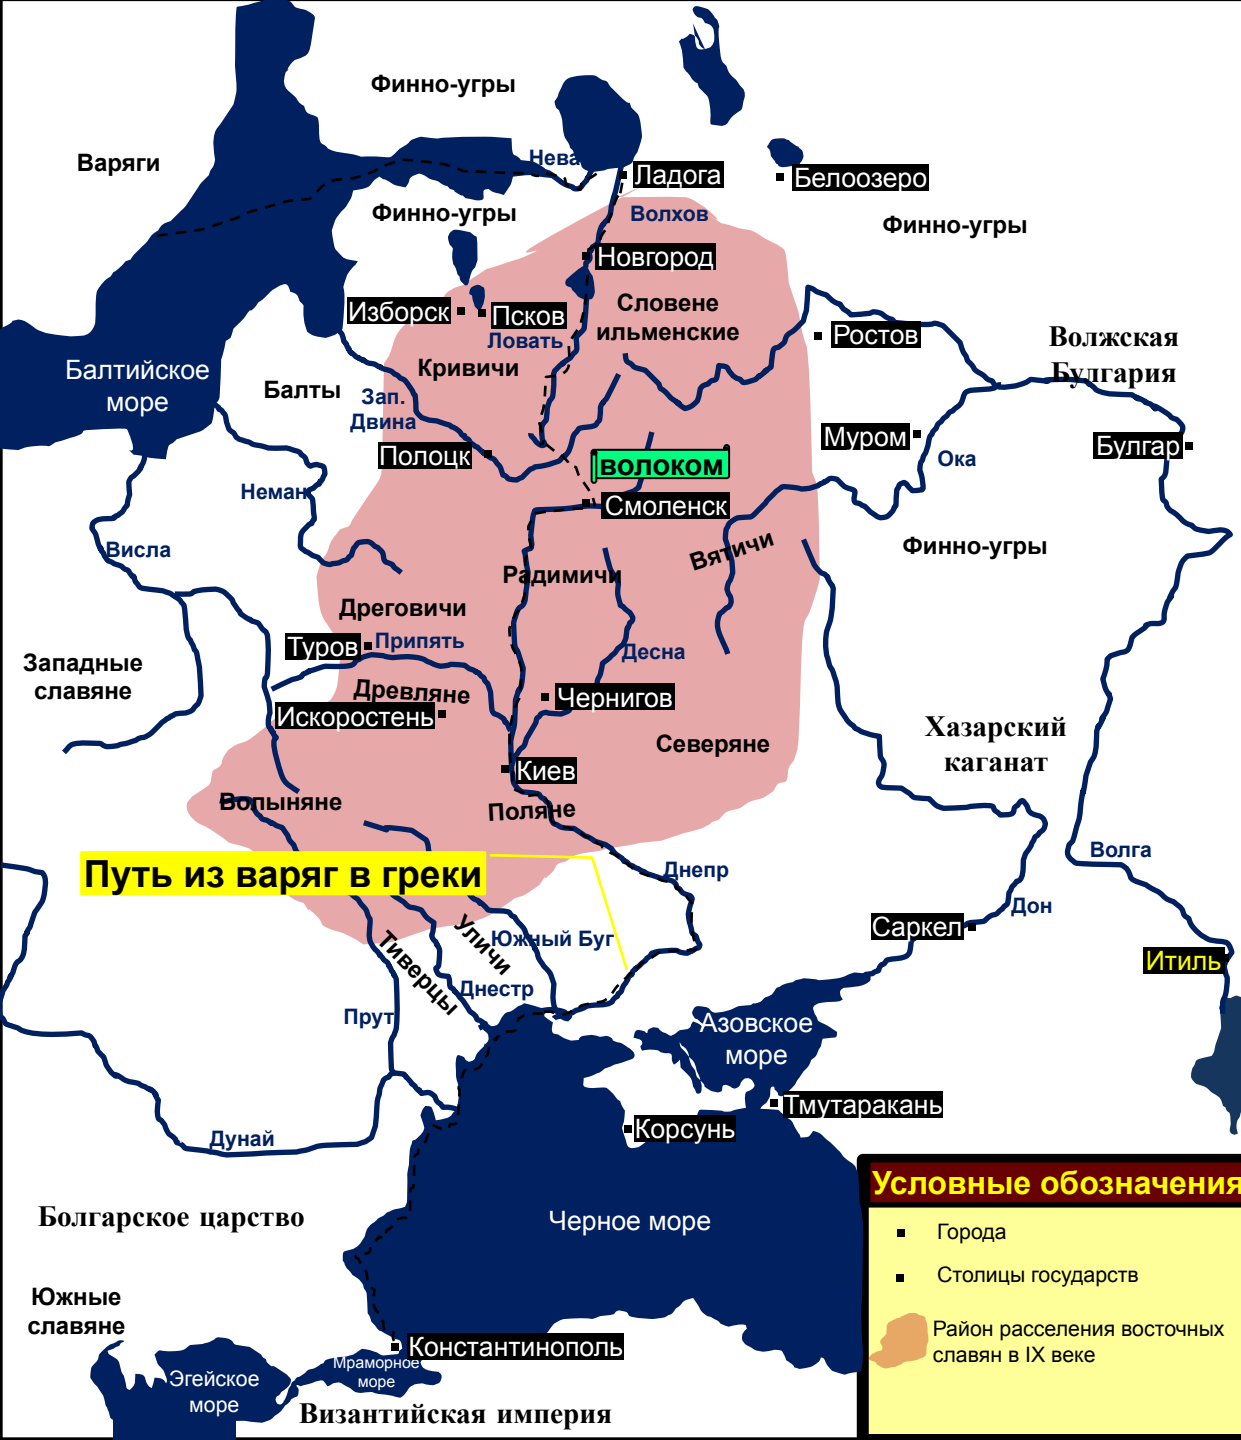 Финно-угры
Варяги
Нева
Ладога
Белоозеро
Финно-угры
Волхов
Финно-угры
Новгород
Словене
ильменские
Изборск
Псков
Ловать
Ростов
Волжская
Булгария
Балтийское
море
Балты
Кривичи
Зап.
Двина
Муром
Булгар
Полоцк
волоком
Ока
Неман
Смоленск
Висла
Вятичи
Финно-угры
Радимичи
Дреговичи
Туров
Припять
Десна
Западные
славяне
Древляне
Чернигов
Искоростень
Северяне
Хазарский
каганат
Киев
Волыняне
Поляне
Путь из варяг в греки
Днепр
Волга
Дон
Саркел
Уличи
Южный Буг
Тиверцы
Итиль
Днестр
Прут
Азовское
море
Тмутаракань
Корсунь
Дунай
Болгарское царство
Черное море
Южные
славяне
Константинополь
Мраморное
море
Эгейское
море
Византийская империя
Условные обозначения
Города
Столицы государств
Район расселения восточных
славян в IX веке